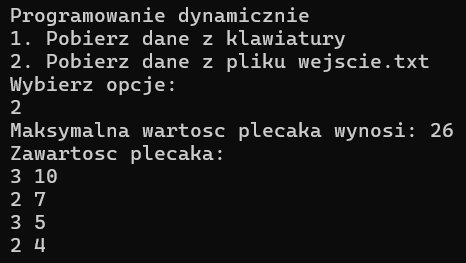 Programowanie dynamicznie
1. Pobierz dane z klawiatury
2. Pobierz dane z pliku wejscie.txt
Wybierz opcje:
2
Maksymalna wartosc plecaka wynosi: 26
Zawartosc plecaka:
3 10
2 7
3 5
2 4